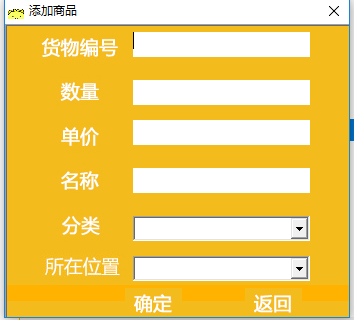 添加商品
货物编号
数量
单价
名称
分类
所在位置
确定 返回